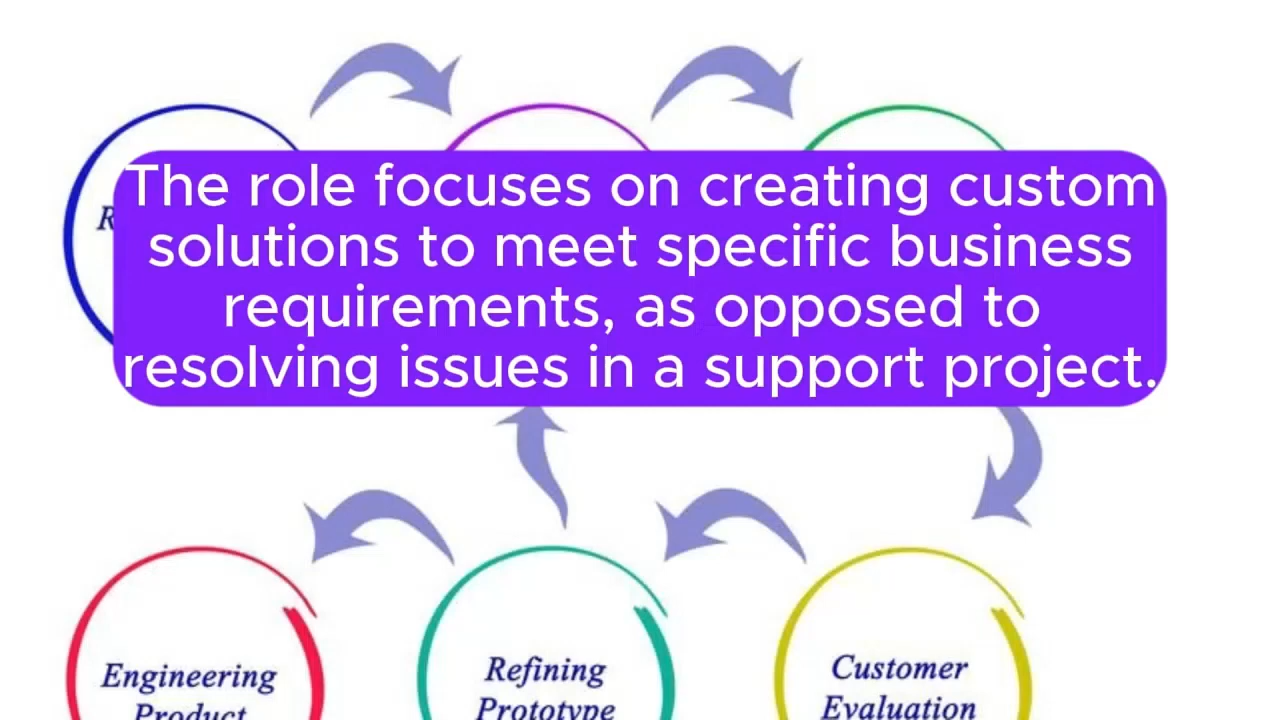 The role focuses on creating custom
solutions to meet specific business
requirements, as opposed to
resolving issues in a support project.
Engineering
Product
Refining
Prototype
Customer
Evaluation